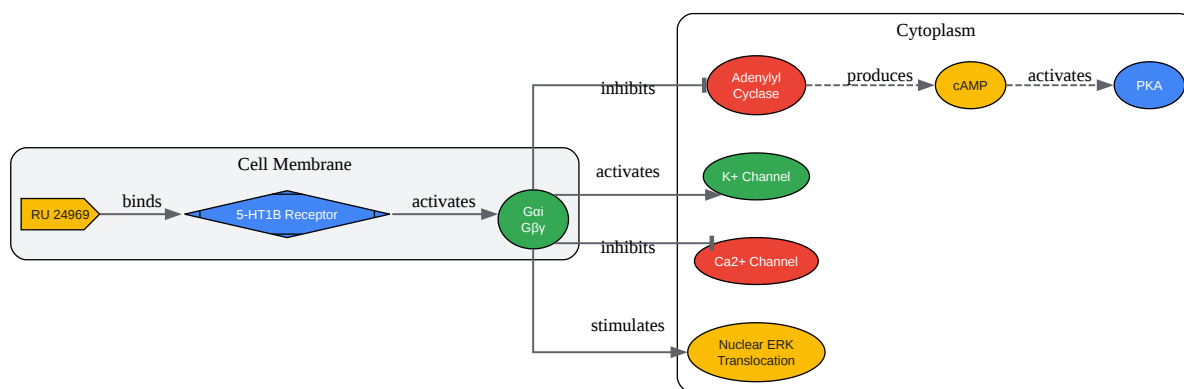 Cytoplasm
inhibits
Adenylyl
Cyclase
produces
cAMP
activates
PKA
Cell Membrane
RU 24969
binds
5-HT1B Receptor
activates
Gαi
Gβγ
activates
K+ Channel
inhibits
Ca2+ Channel
stimulates
Nuclear ERK
Translocation